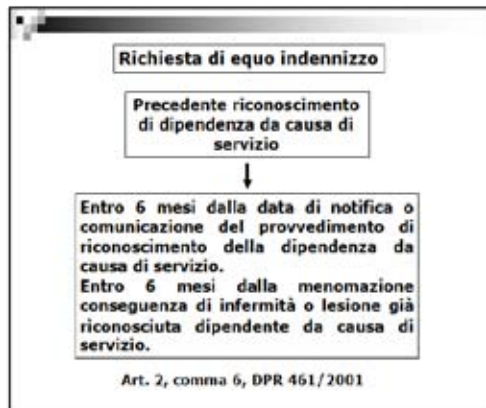 Richiesta di equo indennizzo
Precedente riconoscimento
di dipendenza da causa di
servizio
Entro 6 mesi dalla data di notifica o
comunicazione del provvedimento di
riconoscimento della dipendenza da
causa di servizio.
Entro 6 mesi dalla menomazione
conseguenza di infermità o lesione già
riconosciuta dipendente da causa di
servizio.
Art. 2, comma 6, DPR 461/2001